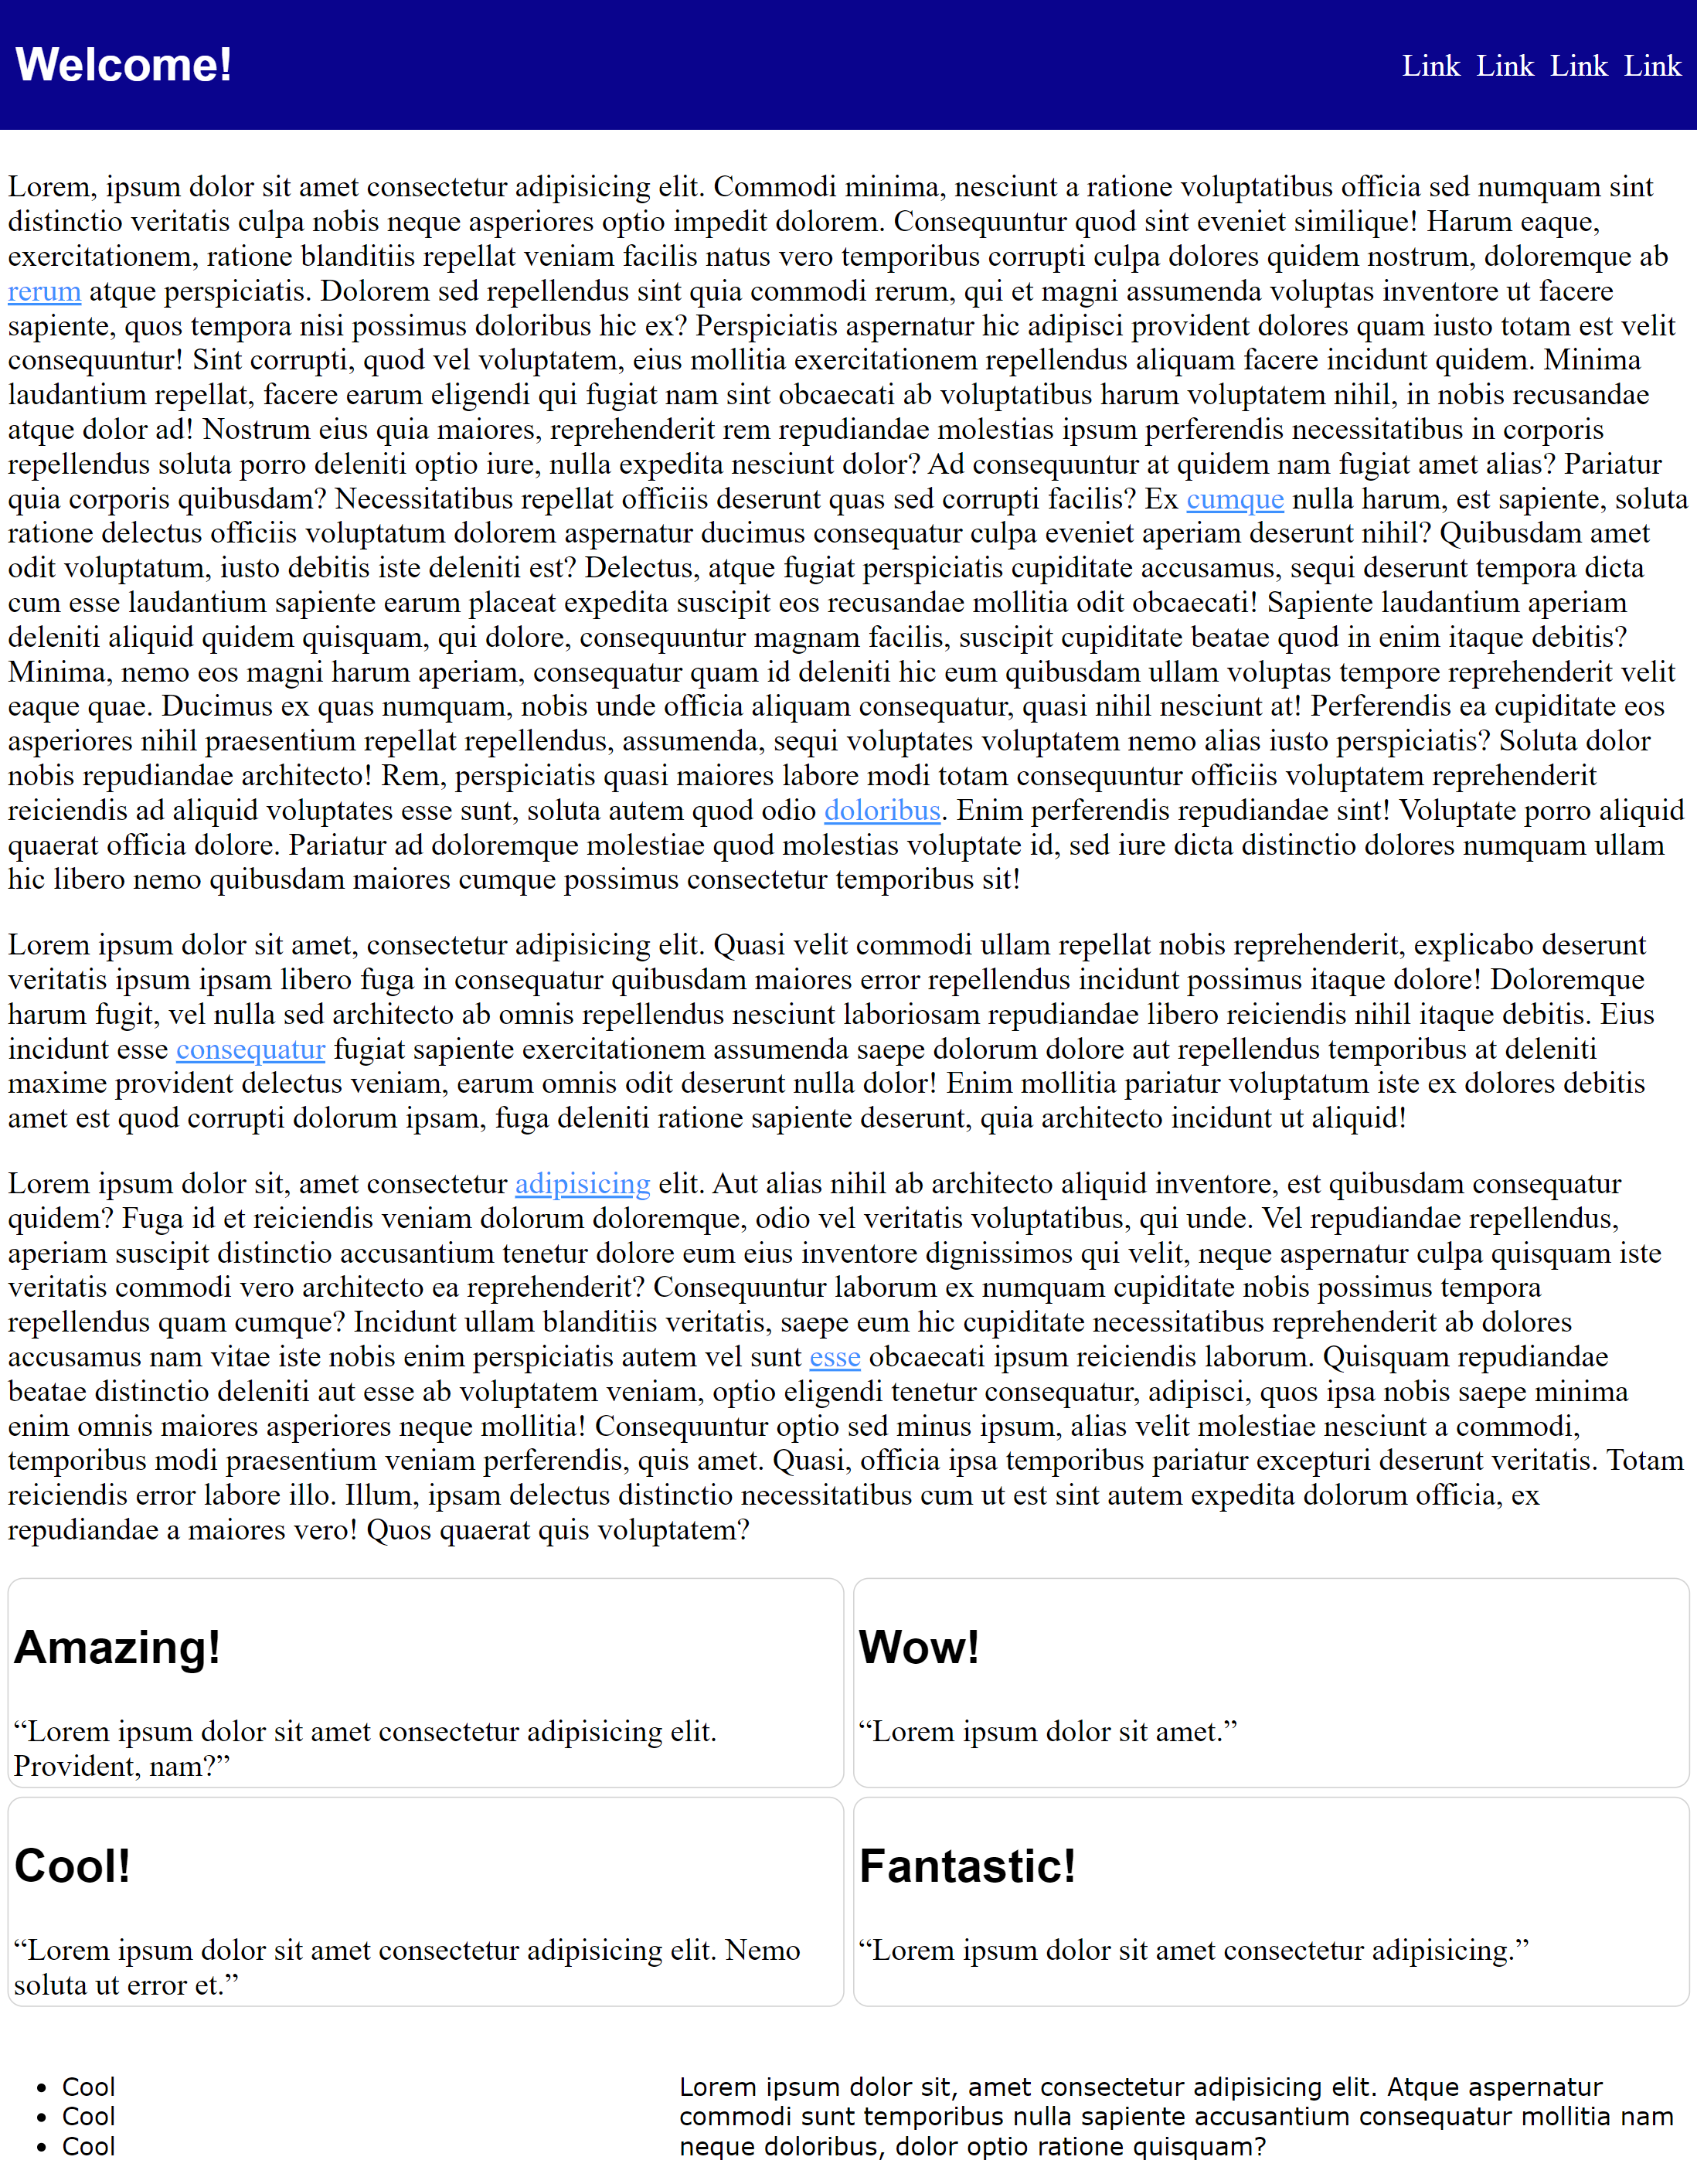 Welcome!
Link Link Link Link
Lorem, ipsum dolor sit amet consectetur adipisicing elit. Commodi minima, nesciunt a ratione voluptatibus officia sed numquam sint
distinctio veritatis culpa nobis neque asperiores optio impedit dolorem. Consequuntur quod sint eveniet similique! Harum eaque,
exercitationem, ratione blanditiis repellat veniam facilis natus vero temporibus corrupti culpa dolores quidem nostrum, doloremque ab
rerum atque perspiciatis. Dolorem sed repellendus sint quia commodi rerum, qui et magni assumenda voluptas inventore ut facere
sapiente, quos tempora nisi possimus doloribus hic ex? Perspiciatis aspernatur hic adipisci provident dolores quam iusto totam est velit
consequuntur! Sint corrupti, quod vel voluptatem, eius mollitia exercitationem repellendus aliquam facere incidunt quidem. Minima
laudantium repellat, facere earum eligendi qui fugiat nam sint obcaecati ab voluptatibus harum voluptatem nihil, in nobis recusandae
atque dolor ad! Nostrum eius quia maiores, reprehenderit rem repudiandae molestias ipsum perferendis necessitatibus in corporis
repellendus soluta porro deleniti optio iure, nulla expedita nesciunt dolor? Ad consequuntur at quidem nam fugiat amet alias? Pariatur
quia corporis quibusdam? Necessitatibus repellat officiis deserunt quas sed corrupti facilis? Ex cumque nulla harum, est sapiente, soluta
ratione delectus officiis voluptatum dolorem aspernatur ducimus consequatur culpa eveniet aperiam deserunt nihil? Quibusdam amet
odit voluptatum, iusto debitis iste deleniti est? Delectus, atque fugiat perspiciatis cupiditate accusamus, sequi deserunt tempora dicta
cum esse laudantium sapiente earum placeat expedita suscipit eos recusandae mollitia odit obcaecati! Sapiente laudantium aperiam
deleniti aliquid quidem quisquam, qui dolore, consequuntur magnam facilis, suscipit cupiditate beatae quod in enim itaque debitis?
Minima, nemo eos magni harum aperiam, consequatur quam id deleniti hic eum quibusdam ullam voluptas tempore reprehenderit velit
eaque quae. Ducimus ex quas numquam, nobis unde officia aliquam consequatur, quasi nihil nesciunt at! Perferendis ea cupiditate eos
asperiores nihil praesentium repellat repellendus, assumenda, sequi voluptates voluptatem nemo alias iusto perspiciatis? Soluta dolor
nobis repudiandae architecto! Rem, perspiciatis quasi maiores labore modi totam consequuntur officiis voluptatem reprehenderit
reiciendis ad aliquid voluptates esse sunt, soluta autem quod odio doloribus. Enim perferendis repudiandae sint! Voluptate porro aliquid
quaerat officia dolore. Pariatur ad doloremque molestiae quod molestias voluptate id, sed iure dicta distinctio dolores numquam ullam
hic libero nemo quibusdam maiores cumque possimus consectetur temporibus sit!
Lorem ipsum dolor sit amet, consectetur adipisicing elit. Quasi velit commodi ullam repellat nobis reprehenderit, explicabo deserunt
veritatis ipsum ipsam libero fuga in consequatur quibusdam maiores error repellendus incidunt possimus itaque dolore! Doloremque
harum fugit, vel nulla sed architecto ab omnis repellendus nesciunt laboriosam repudiandae libero reiciendis nihil itaque debitis. Eius
incidunt esse consequatur fugiat sapiente exercitationem assumenda saepe dolorum dolore aut repellendus temporibus at deleniti
maxime provident delectus veniam, earum omnis odit deserunt nulla dolor! Enim mollitia pariatur voluptatum iste ex dolores debitis
amet est quod corrupti dolorum ipsam, fuga deleniti ratione sapiente deserunt, quia architecto incidunt ut aliquid!
Lorem ipsum dolor sit, amet consectetur adipisicing elit. Aut alias nihil ab architecto aliquid inventore, est quibusdam consequatur
quidem? Fuga id et reiciendis veniam dolorum doloremque, odio vel veritatis voluptatibus, qui unde. Vel repudiandae repellendus,
aperiam suscipit distinctio accusantium tenetur dolore eum eius inventore dignissimos qui velit, neque aspernatur culpa quisquam iste
veritatis commodi vero architecto ea reprehenderit? Consequuntur laborum ex numquam cupiditate nobis possimus tempora
repellendus quam cumque? Incidunt ullam blanditiis veritatis, saepe eum hic cupiditate necessitatibus reprehenderit ab dolores
accusamus nam vitae iste nobis enim perspiciatis autem vel sunt esse obcaecati ipsum reiciendis laborum. Quisquam repudiandae
beatae distinctio deleniti aut esse ab voluptatem veniam, optio eligendi tenetur consequatur, adipisci, quos ipsa nobis saepe minima
enim omnis maiores asperiores neque mollitia! Consequuntur optio sed minus ipsum, alias velit molestiae nesciunt a commodi,
temporibus modi praesentium veniam perferendis, quis amet. Quasi, officia ipsa temporibus pariatur excepturi deserunt veritatis. Totam
reiciendis error labore illo. Illum, ipsam delectus distinctio necessitatibus cum ut est sint autem expedita dolorum officia, ex
repudiandae a maiores vero! Quos quaerat quis voluptatem?
Amazing!
“Lorem ipsum dolor sit amet consectetur adipisicing elit.
Provident, nam?”
Wow!
“Lorem ipsum dolor sit amet.”
Cool!
“Lorem ipsum dolor sit amet consectetur adipisicing elit. Nemo
soluta ut error et.”
Fantastic!
“Lorem ipsum dolor sit amet consectetur adipisicing.”
• Cool
• Cool
• Cool
Lorem ipsum dolor sit, amet consectetur adipisicing elit. Atque aspernatur
commodi sunt temporibus nulla sapiente accusantium consequatur mollitia nam
neque doloribus, dolor optio ratione quisquam?